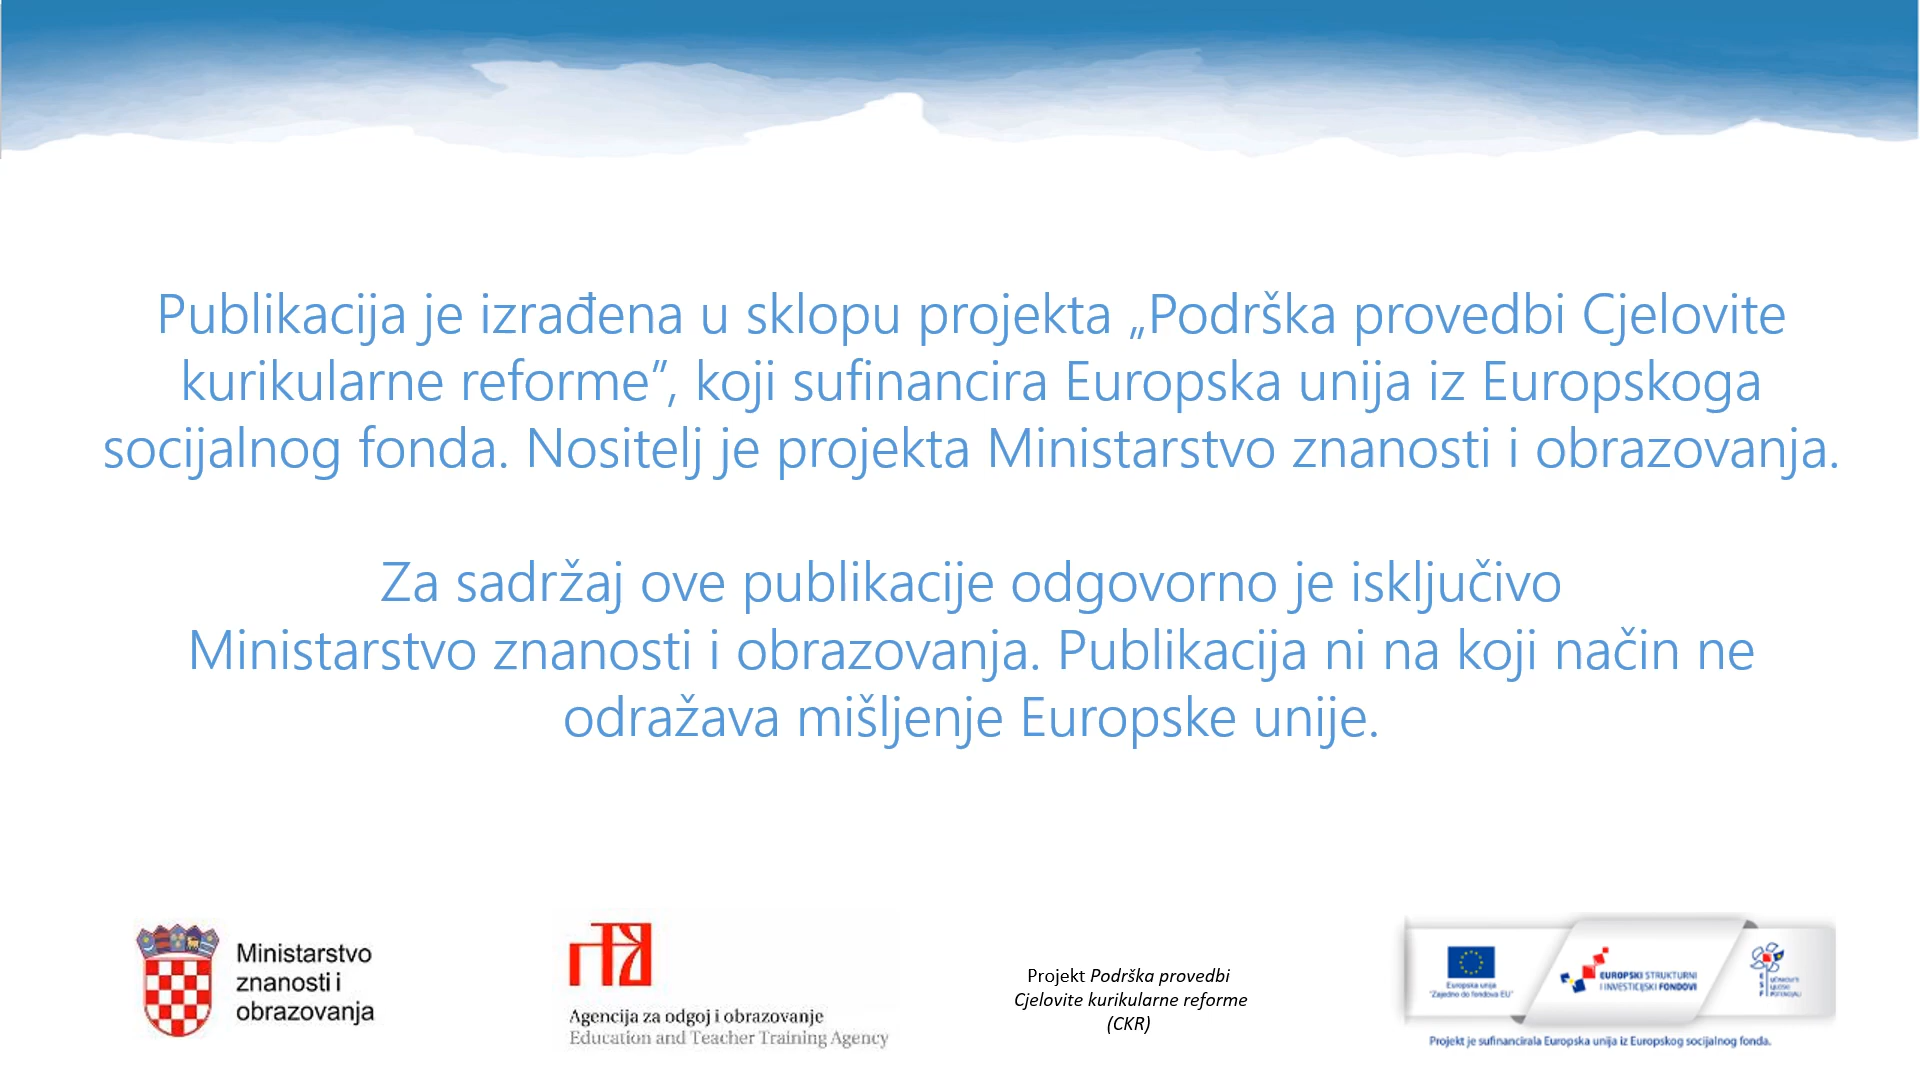 Publikacija je izrađena u sklopu projekta „Podrška provedbi Cjelovite
kurikularne reforme”, koji sufinancira Europska unija iz Europskoga
socijalnog fonda. Nositelj je projekta Ministarstvo znanosti i obrazovanja.
Za sadržaj ove publikacije odgovorno je isključivo
Ministarstvo znanosti i obrazovanja. Publikacija ni na koji način ne
odražava mišljenje Europske unije.
Ministarstvo
znanosti i
obrazovanja
Agencija za odgoj i obrazovanje
Education and Teacher Training Agency
Projekt Podrška provedbi
Cjelovite kurikularne reforme
(CKR)
Europska unija
"Zajedno do fondova EU"
EUROPSKI STRUKTURNI
I INVESTICIJSKI FONDOVI
Projekt je sufinancirala Europska unija iz Europskog socijalnog fonda.